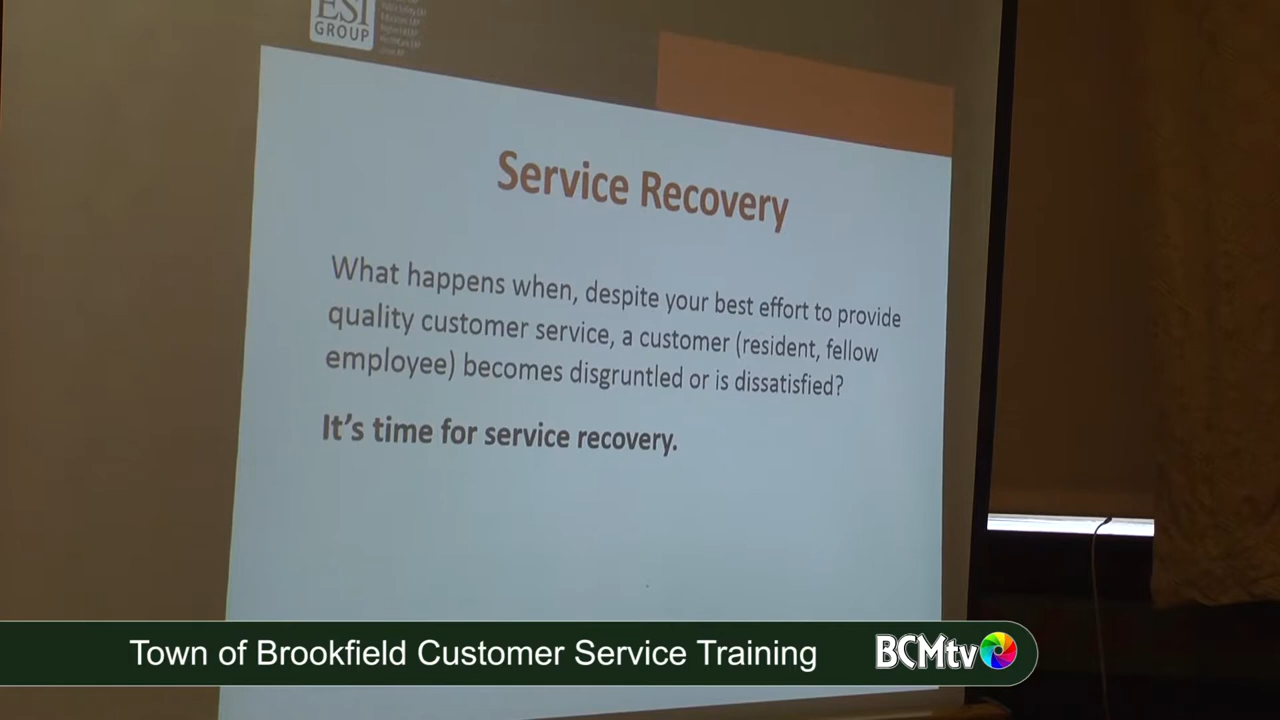 ESI
GROUP
Service Recovery
What happens when, despite your best effort to provide
quality customer service, a customer (resident, fellow
employee) becomes disgruntled or is dissatisfied?
It's time for service recovery.
Town of Brookfield Customer Service Training
BCMtv